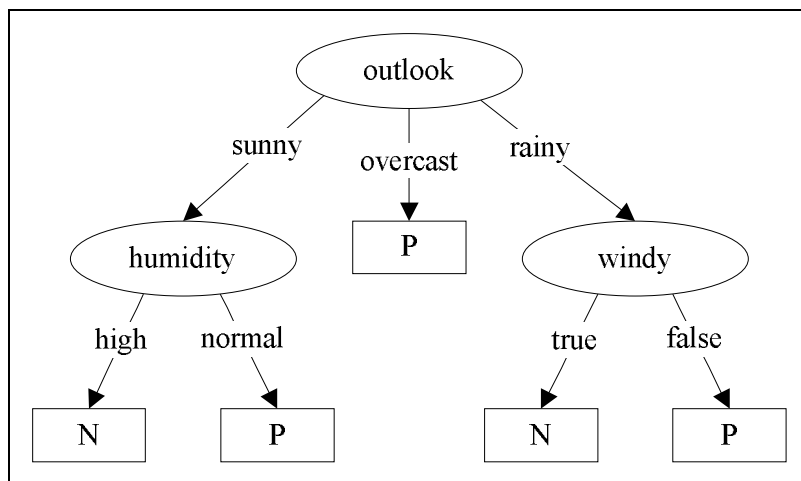 outlook
sunny
overcast
rainy
humidity
P
windy
high
normal
true
false
N
P
N
P